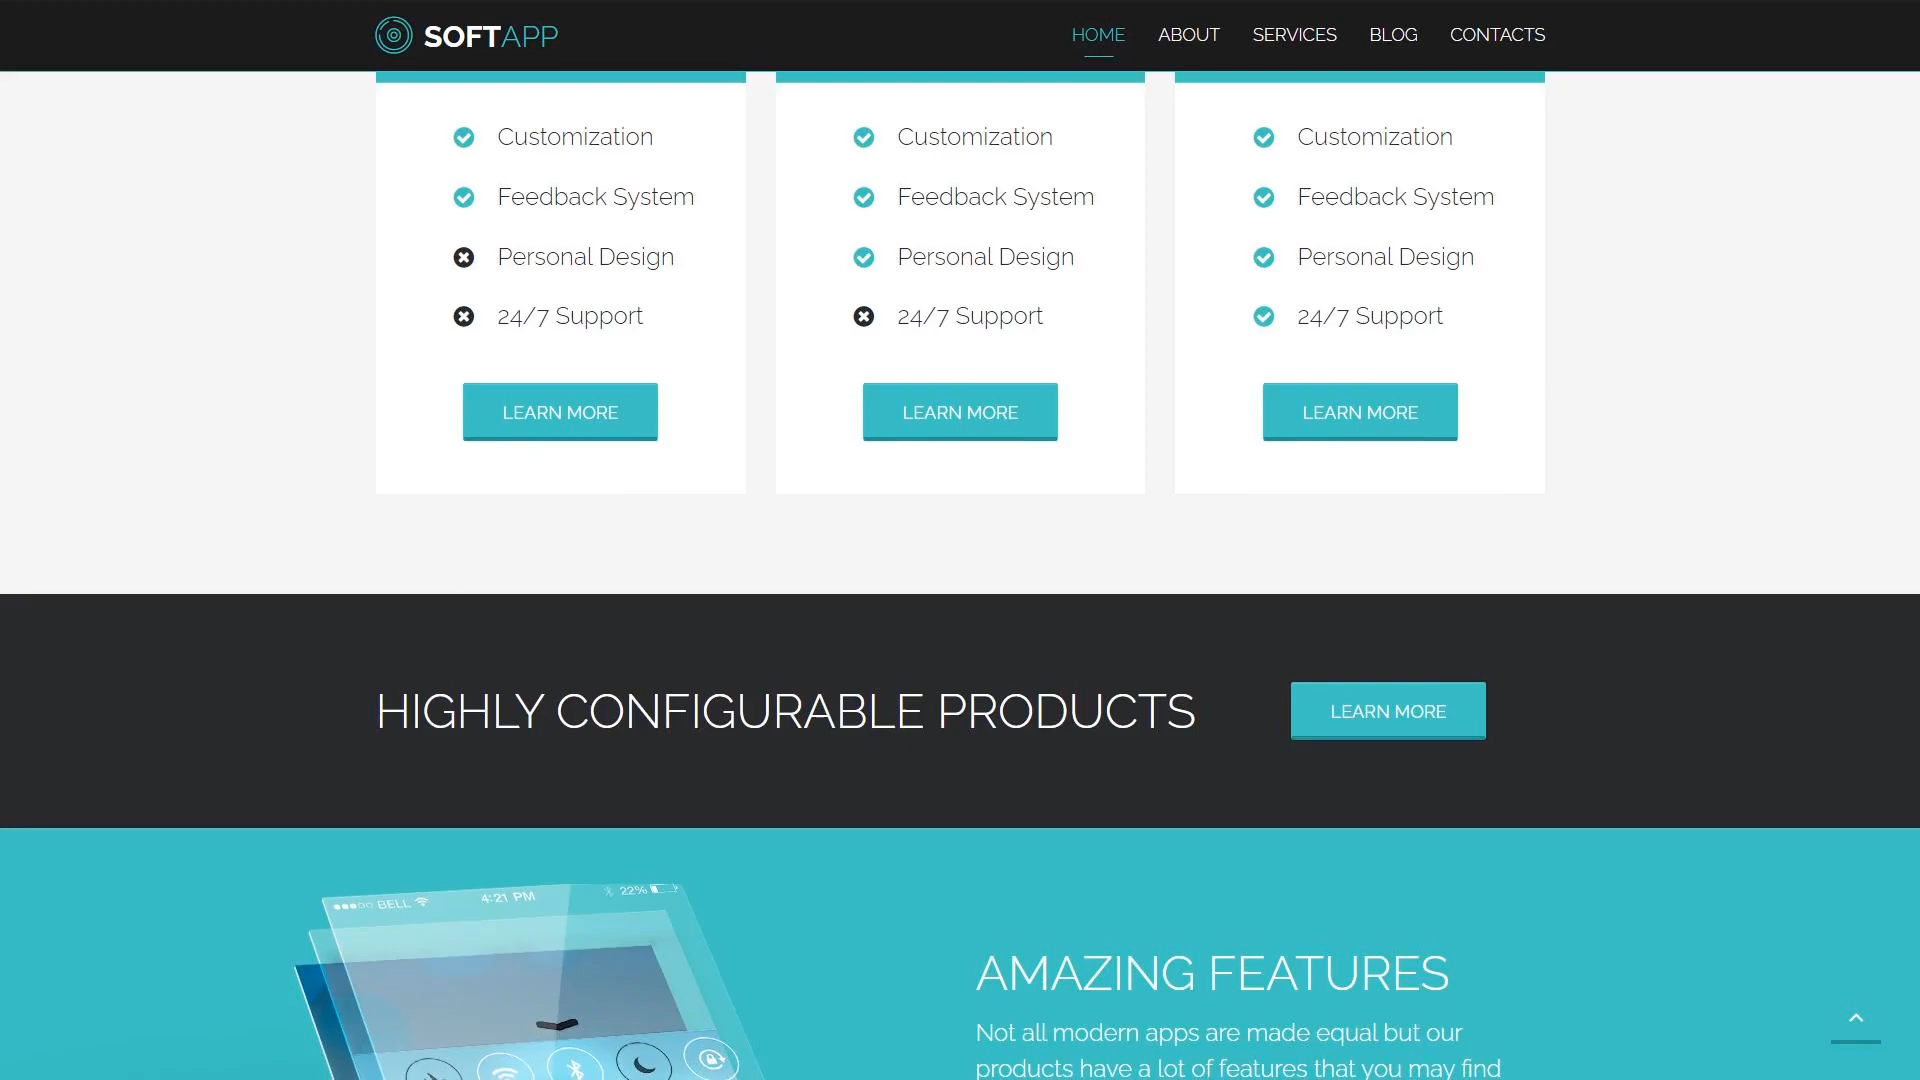 SOFTAPP
HOME ABOUT SERVICES BLOG CONTACTS
Customization
Feedback System
Personal Design
24/7 Support
LEARN MORE
Customization
Feedback System
Personal Design
24/7 Support
LEARN MORE
Customization
Feedback System
Personal Design
24/7 Support
LEARN MORE
HIGHLY CONFIGURABLE PRODUCTS
LEARN MORE
BELL 4:21 PM 22%
AMAZING FEATURES
Not all modern apps are made equal but our
products have a lot of features that you may find